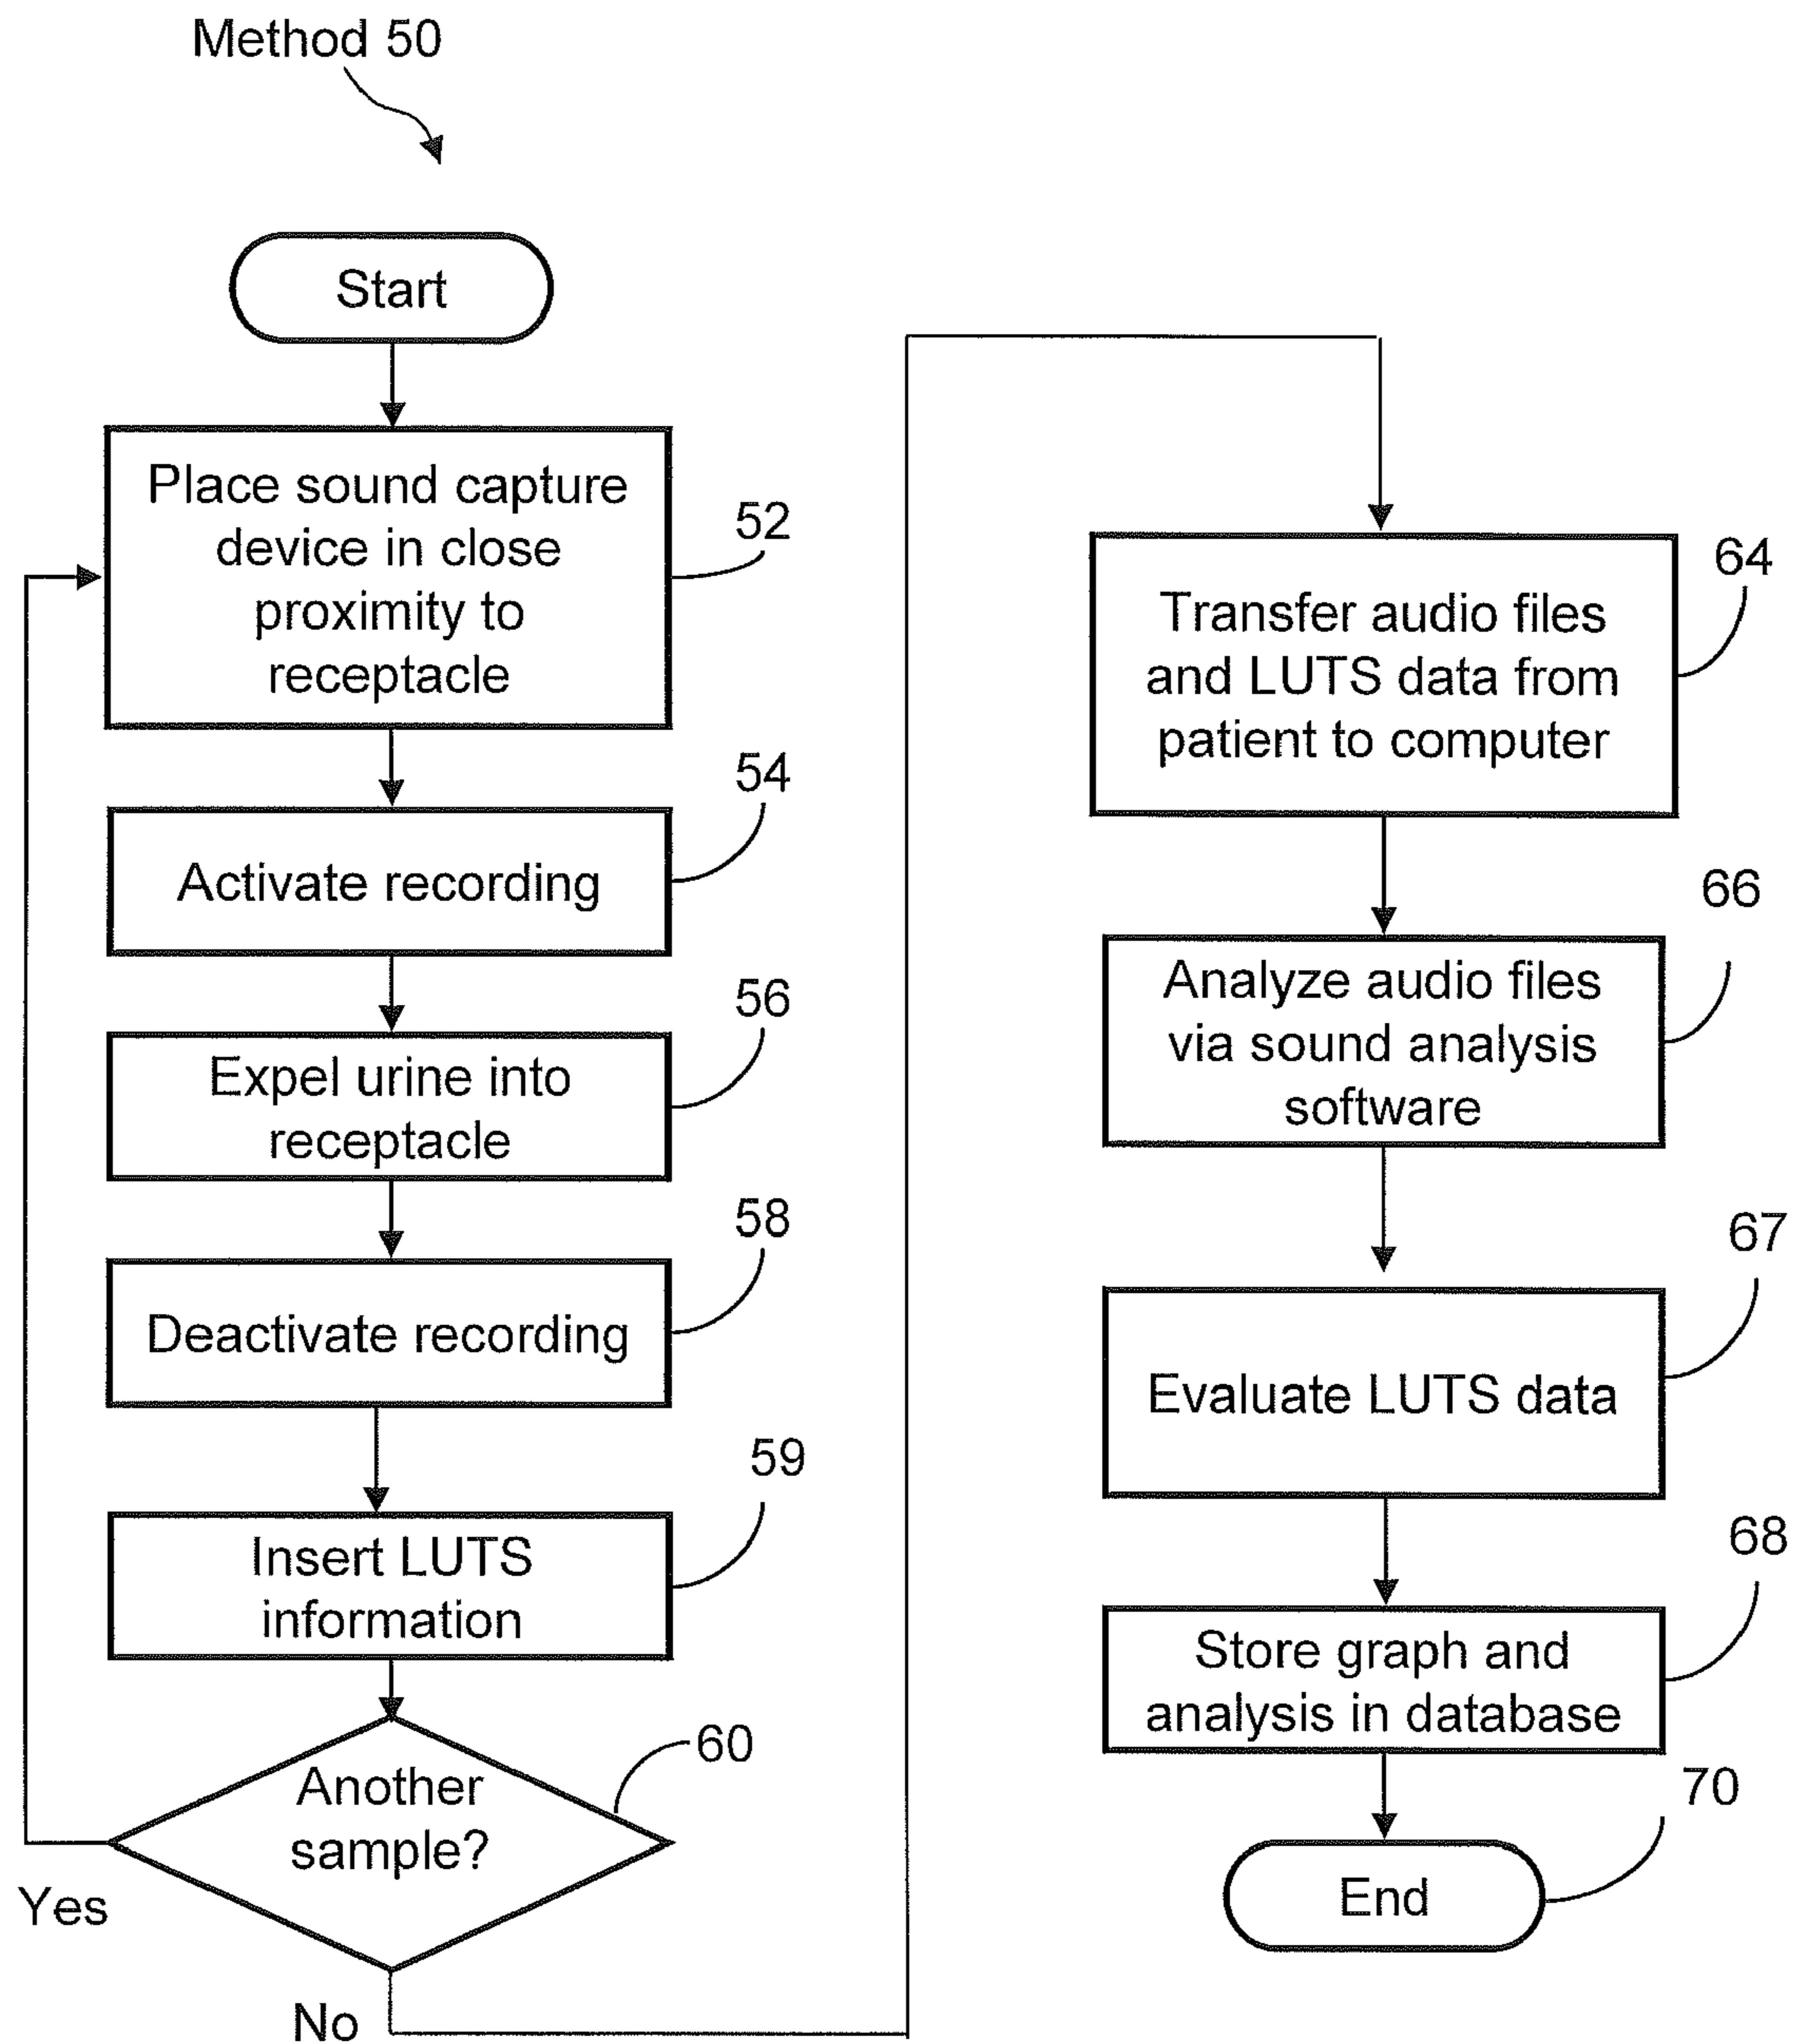 Method 50
Start
Place sound capture
device in close
proximity to
receptacle
52
Activate recording
54
Expel urine into
receptacle
56
Deactivate recording
58
Insert LUTS
information
59
Another
sample?
60
Yes
No
Transfer audio files
and LUTS data from
patient to computer
64
Analyze audio files
via sound analysis
software
66
Evaluate LUTS data
67
Store graph and
analysis in database
68
End
70